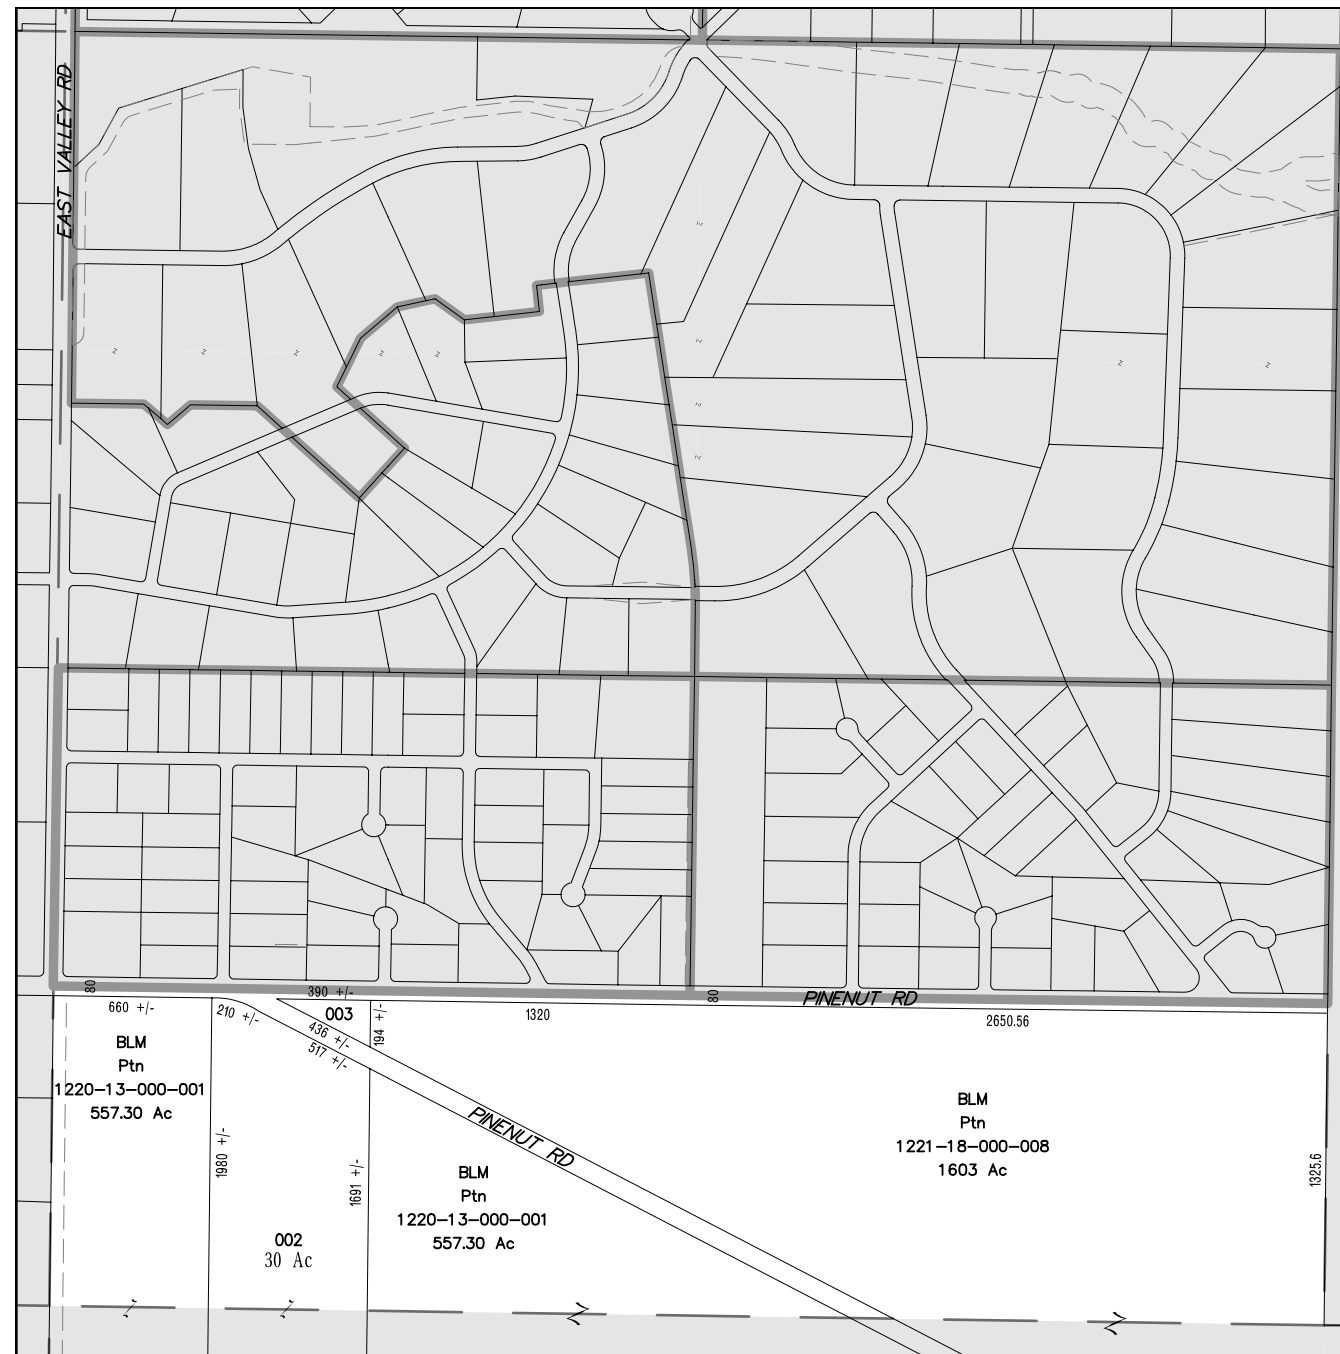 EAST VALLEY RD
80
80
PINENUT RD
660 +/-
210 +/-
390 +/-
003
436 +/-
517 +/-
194 +/-
1320
2650.56
BLM
Ptn
1220-13-000-001
557.30 Ac
PINENUT RD
BLM
Ptn
1221-18-000-008
1603 Ac
1980 +/-
1691 +/-
BLM
Ptn
1220-13-000-001
557.30 Ac
1325.6
002
30 Ac